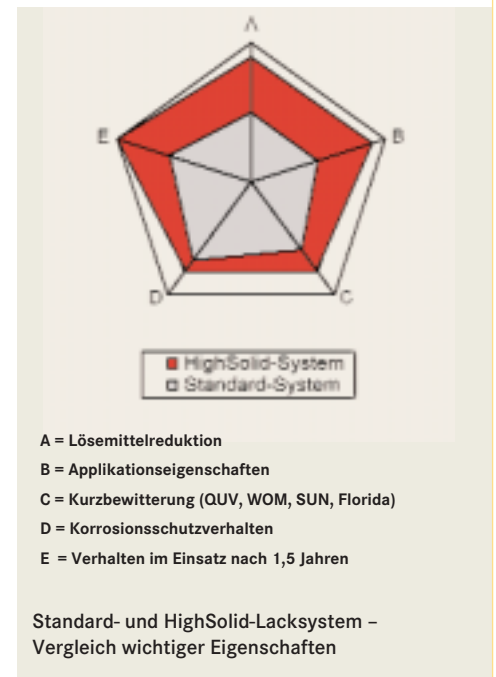 A
E
B
D
C
HighSolid-System
Standard-System
A = Lösemittelreduktion
B = Applikationseigenschaften
C = Kurzbewitterung (QUV, WOM, SUN, Florida)
D = Korrosionsschutzverhalten
E = Verhalten im Einsatz nach 1,5 Jahren
Standard- und HighSolid-Lacksystem –
Vergleich wichtiger Eigenschaften